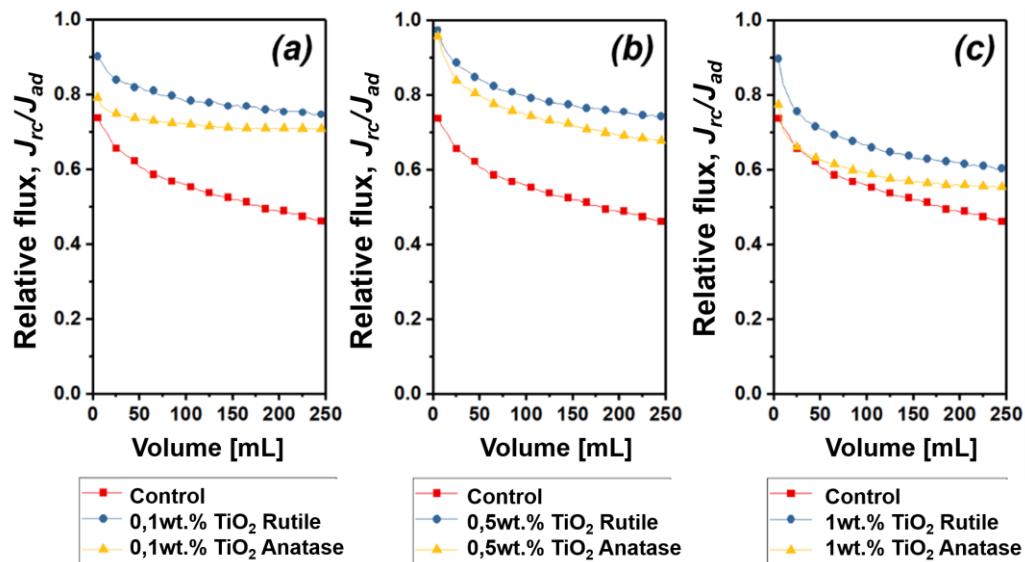 (a)
Relative flux, Jrc/Jad
1.0
0.8
0.6
0.4
0.2
0.0
0 50 100 150 200 250
Volume [mL]
Control
0,1wt.% TiO2 Rutile
0,1wt.% TiO2 Anatase
(b)
Relative flux, Jrc/Jad
1.0
0.8
0.6
0.4
0.2
0.0
0 50 100 150 200 250
Volume [mL]
Control
0,5wt.% TiO2 Rutile
0,5wt.% TiO2 Anatase
(c)
Relative flux, Jrc/Jad
1.0
0.8
0.6
0.4
0.2
0.0
0 50 100 150 200 250
Volume [mL]
Control
1wt.% TiO2 Rutile
1wt.% TiO2 Anatase